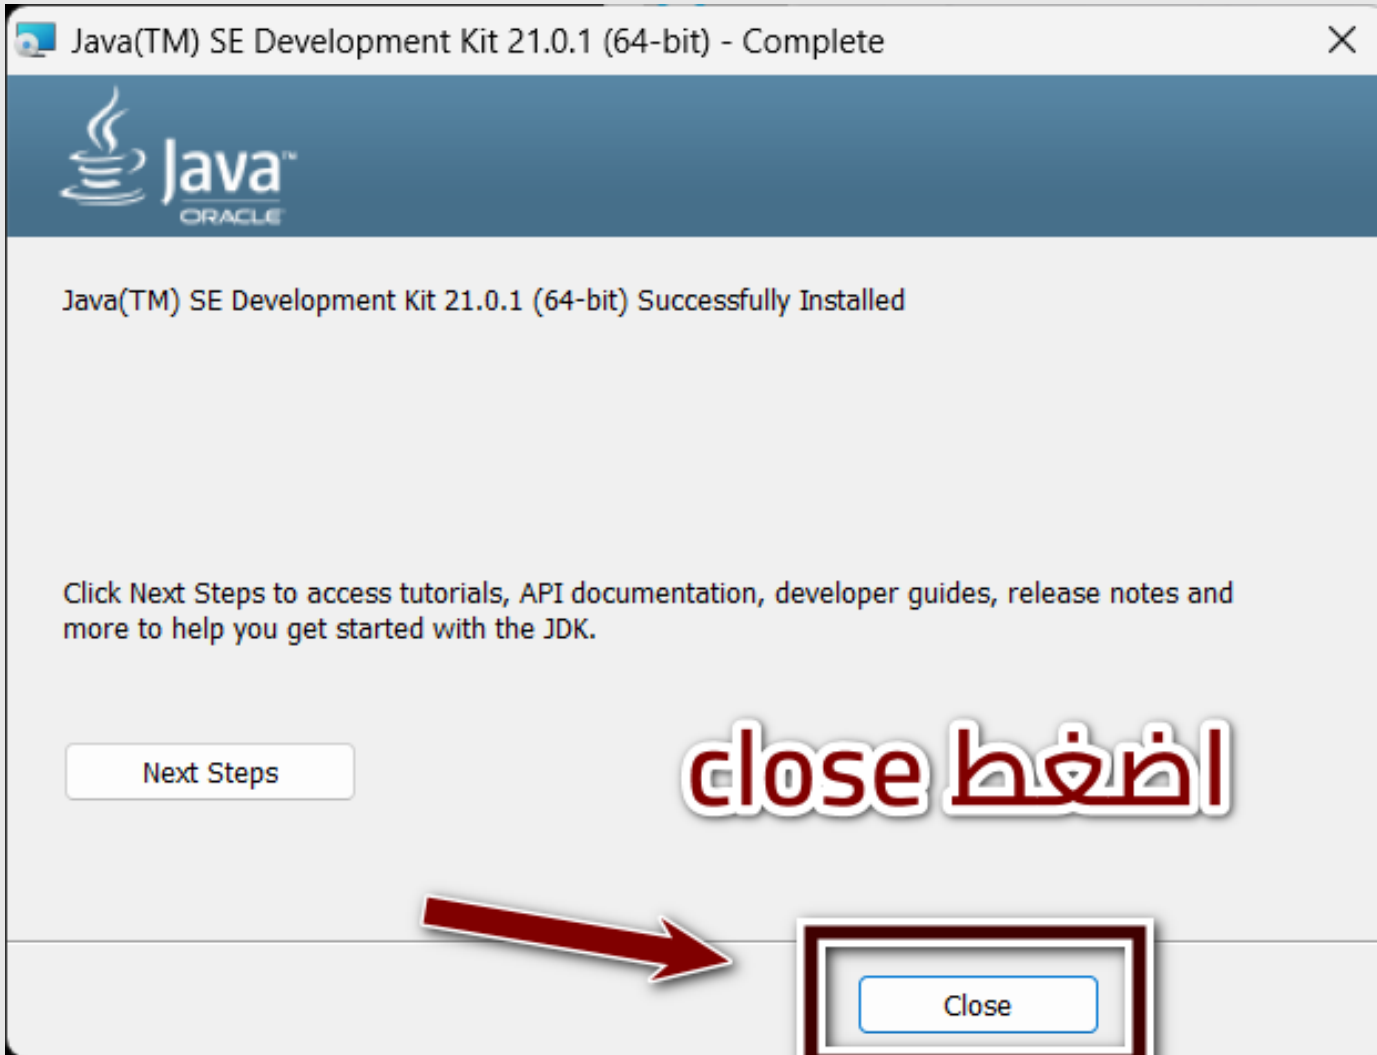 Java(TM) SE Development Kit 21.0.1 (64-bit) - Complete
Java™
ORACLE
Java(TM) SE Development Kit 21.0.1 (64-bit) Successfully Installed
Click Next Steps to access tutorials, API documentation, developer guides, release notes and
more to help you get started with the JDK.
Next Steps
اضغط close
Close